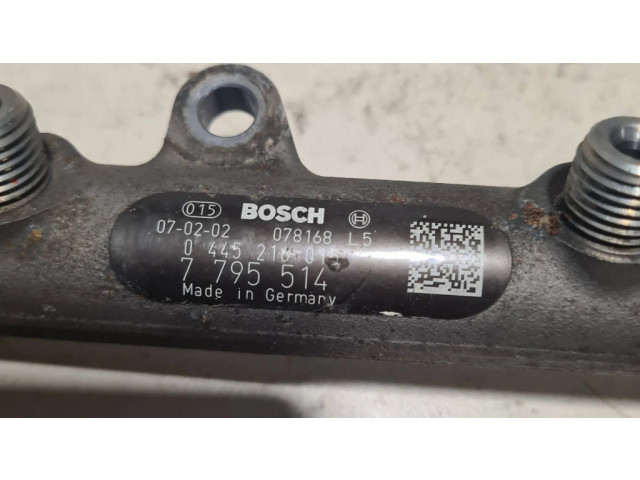 015 BOSCH
07-02-02 078168 L5
0 445 216
7 795 514
Made in Germany